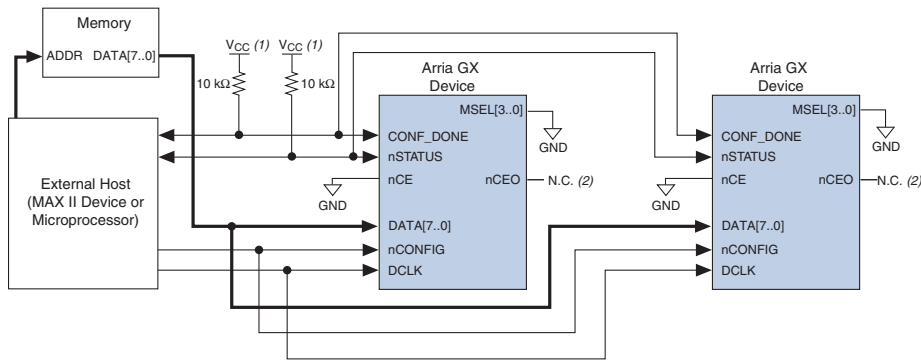 Memory
ADDR DATA[7..0]
VCC (1)
VCC (1)
10 kΩ
10 kΩ
Arria GX
Device
MSEL[3..0]
GND
CONF_DONE
nSTATUS
nCE
nCEO
N.C. (2)
GND
DATA[7..0]
nCONFIG
DCLK
External Host
(MAX II Device or
Microprocessor)
Arria GX
Device
MSEL[3..0]
GND
CONF_DONE
nSTATUS
nCE
nCEO
N.C. (2)
GND
DATA[7..0]
nCONFIG
DCLK